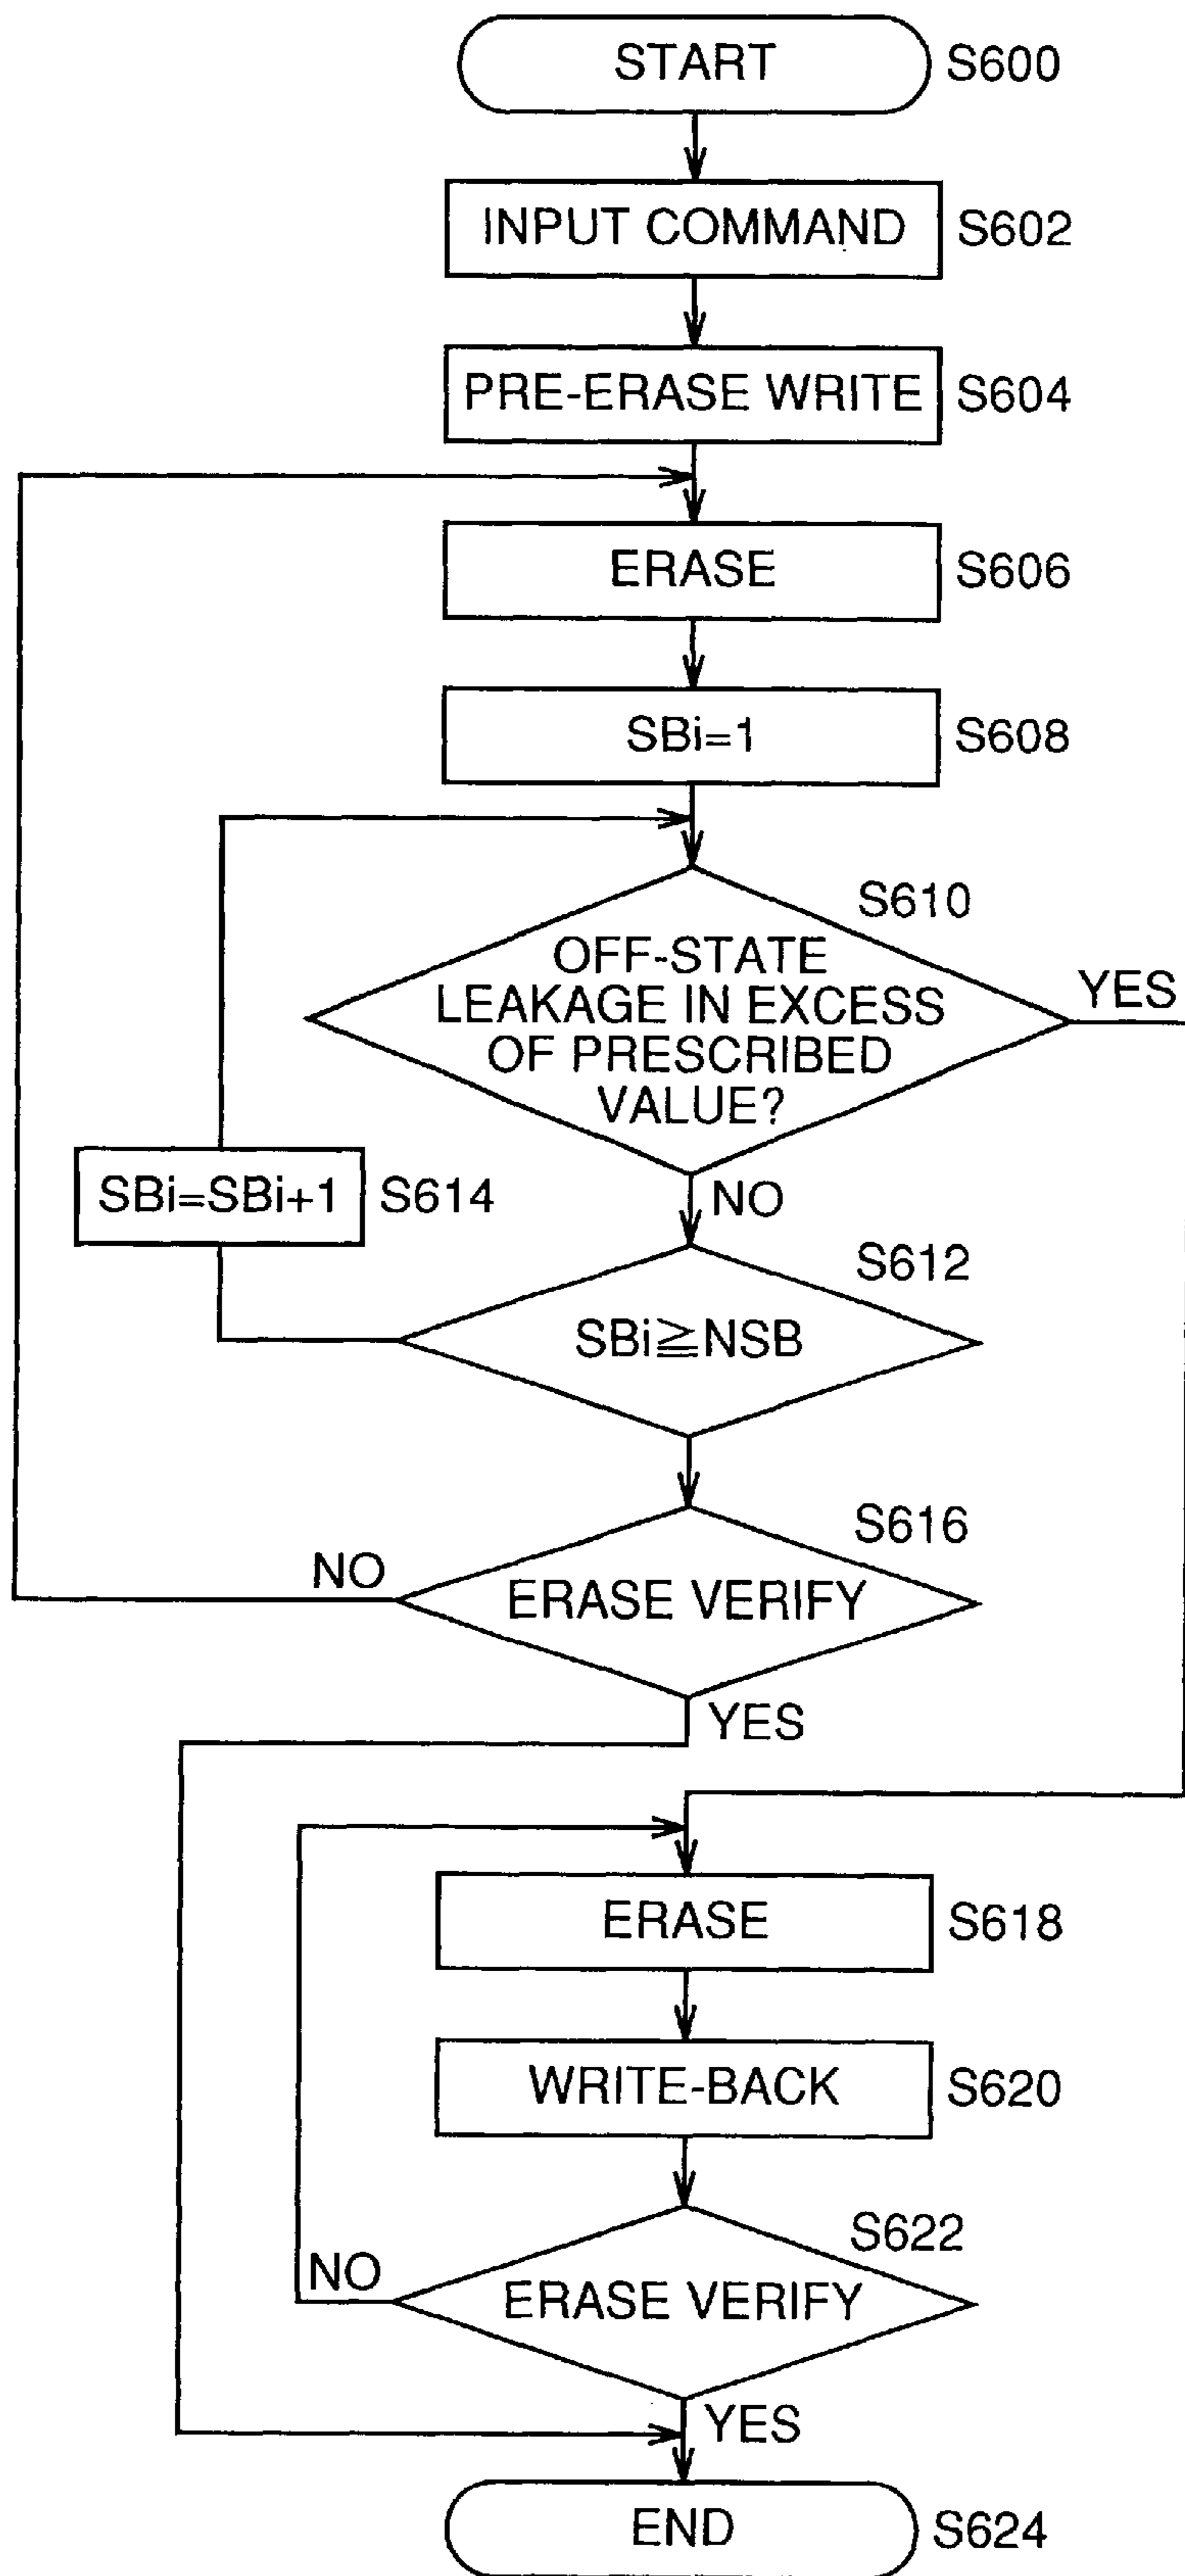 START S600
INPUT COMMAND S602
PRE-ERASE WRITE S604
ERASE S606
SBi=1 S608
S610
OFF-STATE
LEAKAGE IN EXCESS
OF PRESCRIBED
VALUE?
YES
NO
SBi=SBi+1 S614
S612
SBi≧NSB
S616
ERASE VERIFY
NO
YES
ERASE S618
WRITE-BACK S620
S622
ERASE VERIFY
NO
YES
END S624